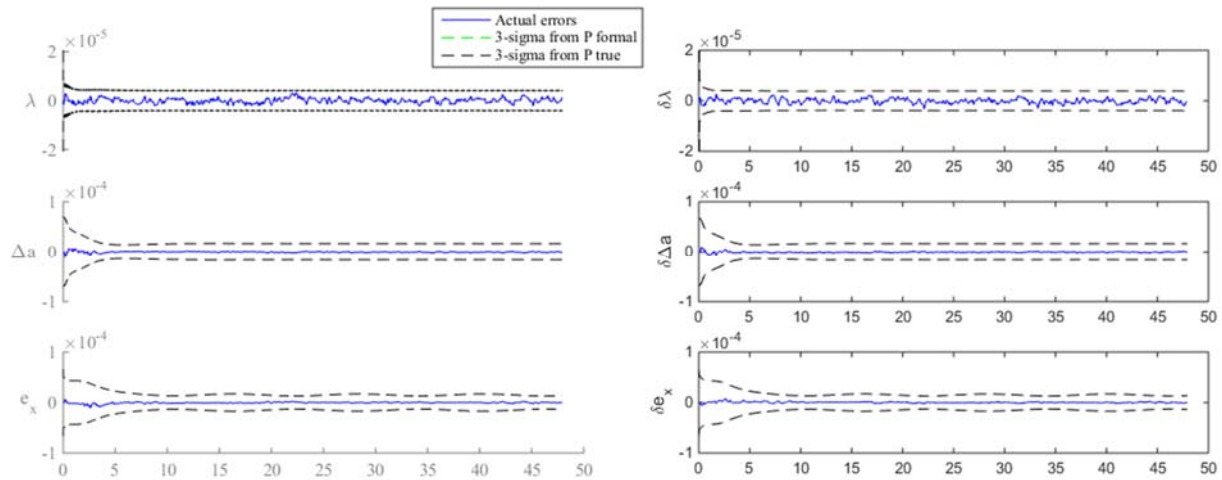 Actual errors
3-sigma from P formal
3-sigma from P true
×10⁻⁵
2
λ 0
-2
×10⁻⁴
1
Δa 0
-1
×10⁻⁴
1
eₓ 0
-1
0 5 10 15 20 25 30 35 40 45 50
×10⁻⁵
2
δλ 0
-2
0 5 10 15 20 25 30 35 40 45 50
×10⁻⁴
1
δΔa 0
-1
0 5 10 15 20 25 30 35 40 45 50
×10⁻⁴
1
δeₓ 0
-1
0 5 10 15 20 25 30 35 40 45 50